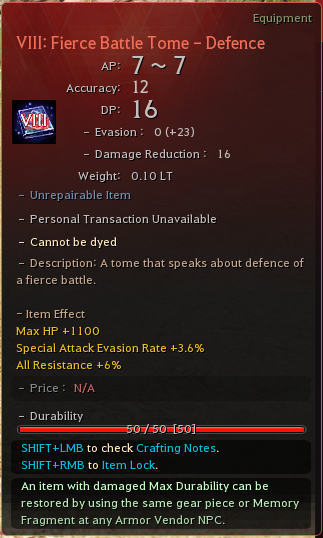 Equipment
VIII: Fierce Battle Tome - Defence
AP: 7 ~ 7
Accuracy: 12
VIII
DP: 16
- Evasion : 0 (+23)
- Damage Reduction : 16
Weight: 0.10 LT
- Unrepairable Item
- Personal Transaction Unavailable
- Cannot be dyed
- Description: A tome that speaks about defence of
a fierce battle.
- Item Effect
Max HP +1100
Special Attack Evasion Rate +3.6%
All Resistance +6%
- Price : N/A
- Durability
50 / 50 [50]
SHIFT+LMB to check Crafting Notes.
SHIFT+RMB to Item Lock.
An item with damaged Max Durability can be
restored by using the same gear piece or Memory
Fragment at any Armor Vendor NPC.